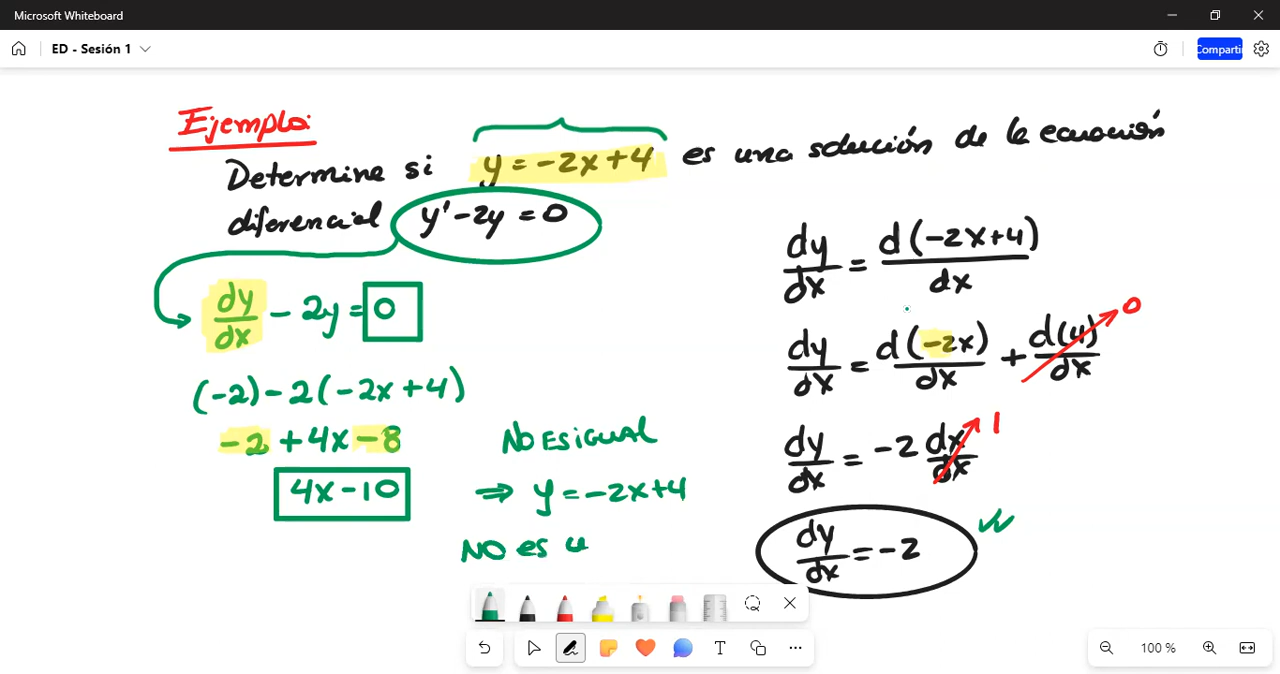 Microsoft Whiteboard
ED - Sesión 1
Compartir
Ejemplo:
Determine si y = -2x+4 es una solución de la ecuación
diferencial y' - 2y = 0
dy/dx - 2y = 0
(-2) - 2(-2x+4)
-2 + 4x - 8
4x - 10
No Es igual
⇒ y = -2x+4
NO es u
dy/dx = d(-2x+4)/dx
dy/dx = d(-2x)/dx + d(4)/dx 0
dy/dx = -2 dx/dx 1
dy/dx = -2
100 %